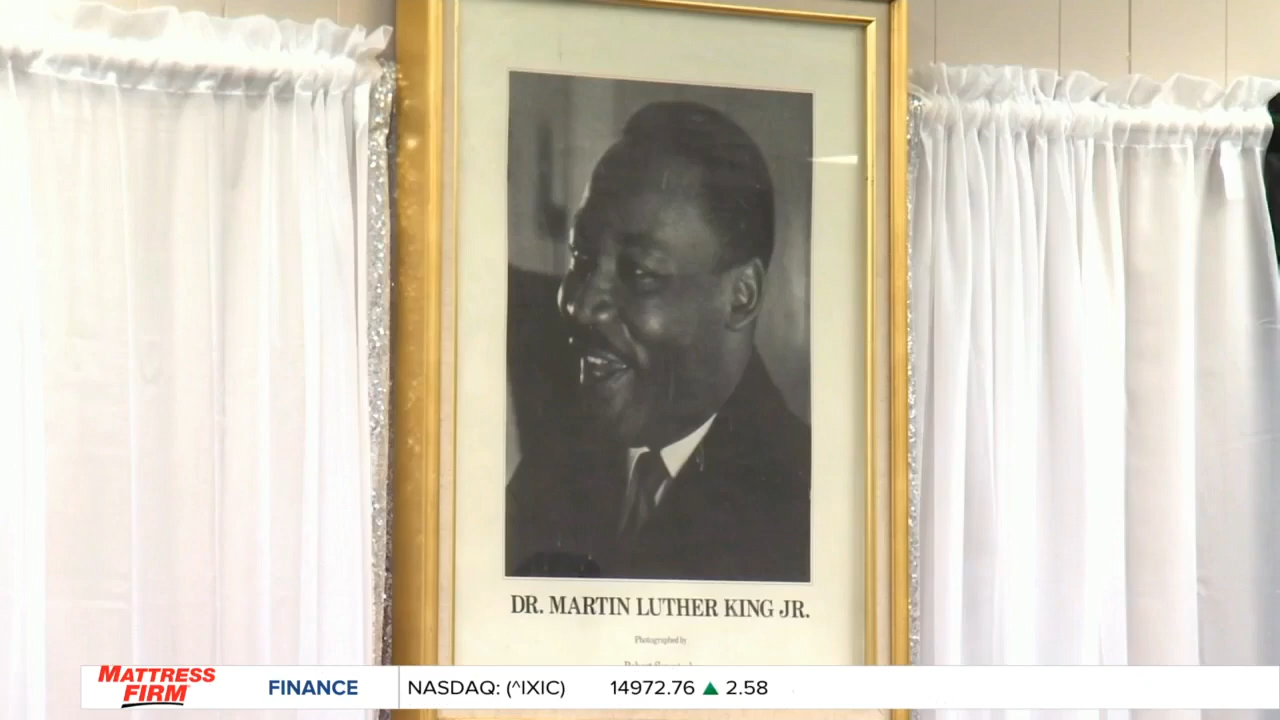 DR. MARTIN LUTHER KING JR.
Photographed by
MATTRESS FIRM
FINANCE
NASDAQ: (^IXIC) 14972.76 ▲ 2.58